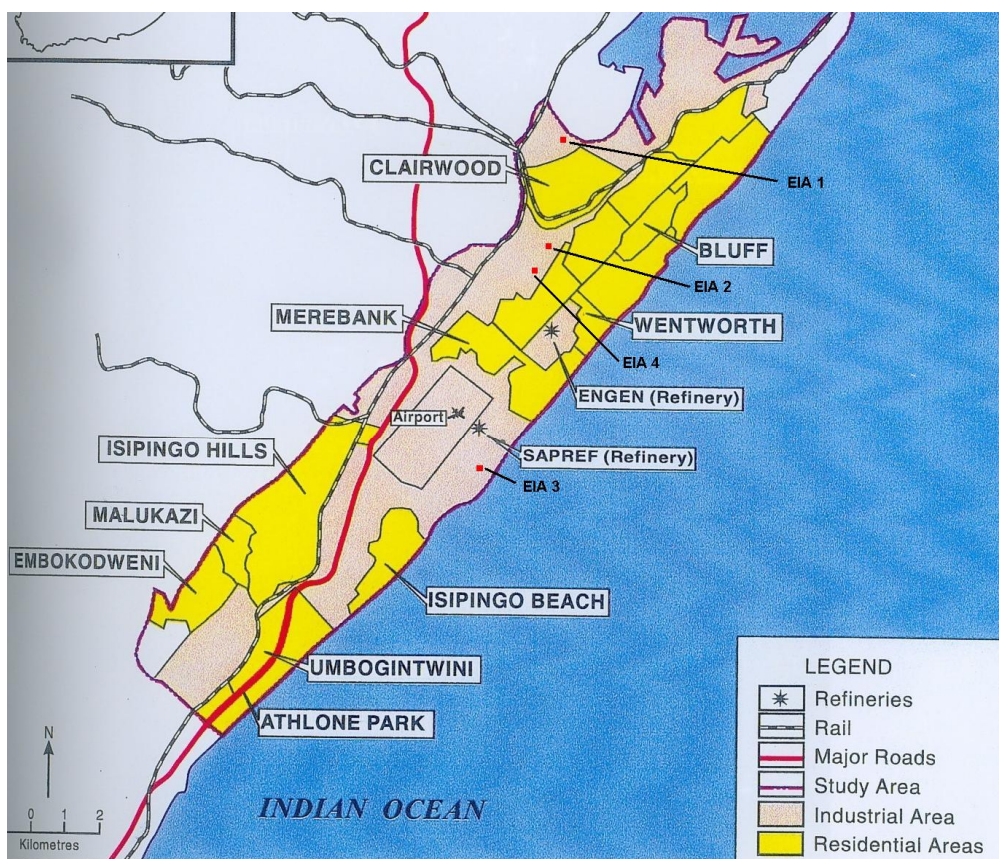 CLAIRWOOD
EIA 1
BLUFF
EIA 2
MEREBANK
WENTWORTH
EIA 4
ENGEN (Refinery)
Airport
ISIPINGO HILLS
SAPREF (Refinery)
EIA 3
MALUKAZI
EMBOKODWENI
ISIPINGO BEACH
UMBOGINTWINI
ATHLONE PARK
N
0 1 2
Kilometres
INDIAN OCEAN
LEGEND
Refineries
Rail
Major Roads
Study Area
Industrial Area
Residential Areas